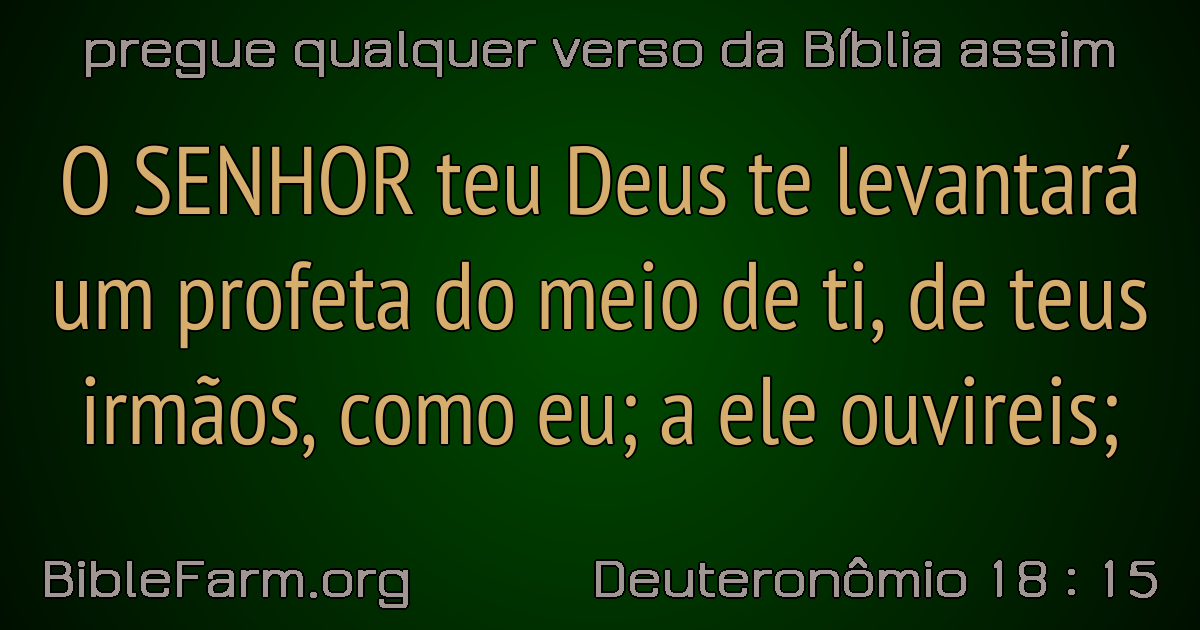 pregue qualquer verso da Bíblia assim
O SENHOR teu Deus te levantará
um profeta do meio de ti, de teus
irmãos, como eu; a ele ouvireis;
BibleFarm.org Deuteronômio 18 : 15